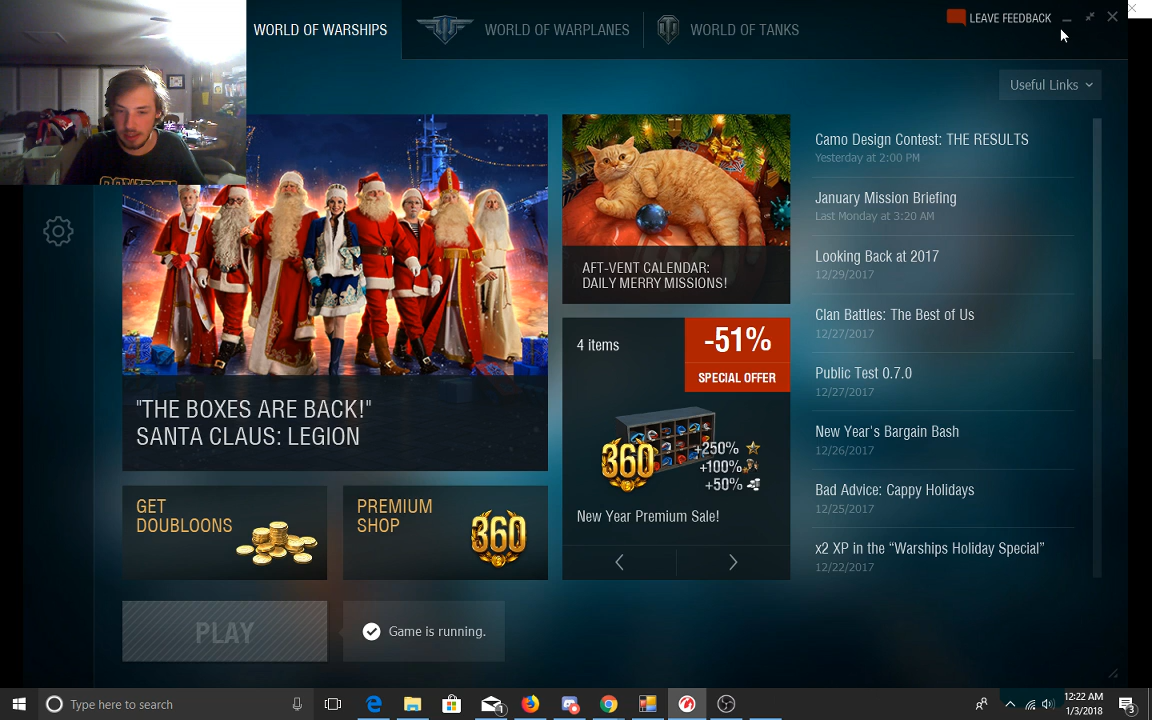 WORLD OF WARSHIPS
WORLD OF WARPLANES
WORLD OF TANKS
LEAVE FEEDBACK
Useful Links
"THE BOXES ARE BACK!"
SANTA CLAUS: LEGION
AFT-VENT CALENDAR:
DAILY MERRY MISSIONS!
4 items
-51%
SPECIAL OFFER
360
+250%
+100%
+50%
New Year Premium Sale!
Camo Design Contest: THE RESULTS
Yesterday at 2:00 PM
January Mission Briefing
Last Monday at 3:20 AM
Looking Back at 2017
12/29/2017
Clan Battles: The Best of Us
12/27/2017
Public Test 0.7.0
12/27/2017
New Year's Bargain Bash
12/26/2017
Bad Advice: Cappy Holidays
12/25/2017
x2 XP in the “Warships Holiday Special”
12/22/2017
GET
DOUBLOONS
PREMIUM
SHOP
360
PLAY
Game is running.
Type here to search
1
12:22 AM
1/3/2018
3